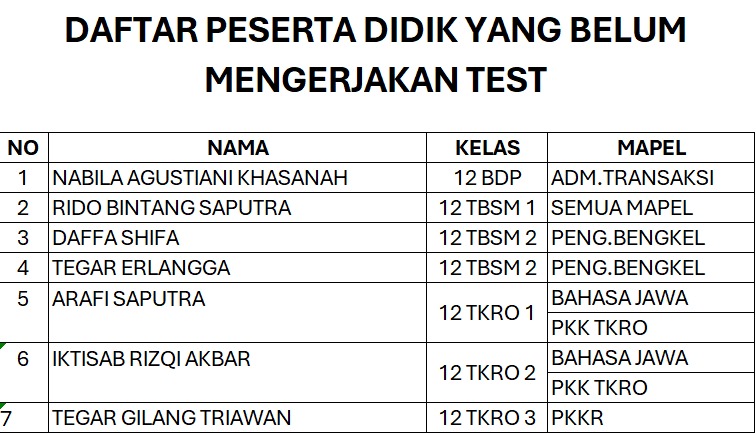 DAFTAR PESERTA DIDIK YANG BELUM
MENGERJAKAN TEST
NO NAMA KELAS MAPEL
1 NABILA AGUSTIANI KHASANAH 12 BDP ADM.TRANSAKSI
2 RIDO BINTANG SAPUTRA 12 TBSM 1 SEMUA MAPEL
3 DAFFA SHIFA 12 TBSM 2 PENG.BENGKEL
4 TEGAR ERLANGGA 12 TBSM 2 PENG.BENGKEL
5 ARAFI SAPUTRA 12 TKRO 1 BAHASA JAWA
PKK TKRO
6 IKTISAB RIZQI AKBAR 12 TKRO 2 BAHASA JAWA
PKK TKRO
7 TEGAR GILANG TRIAWAN 12 TKRO 3 PKKR